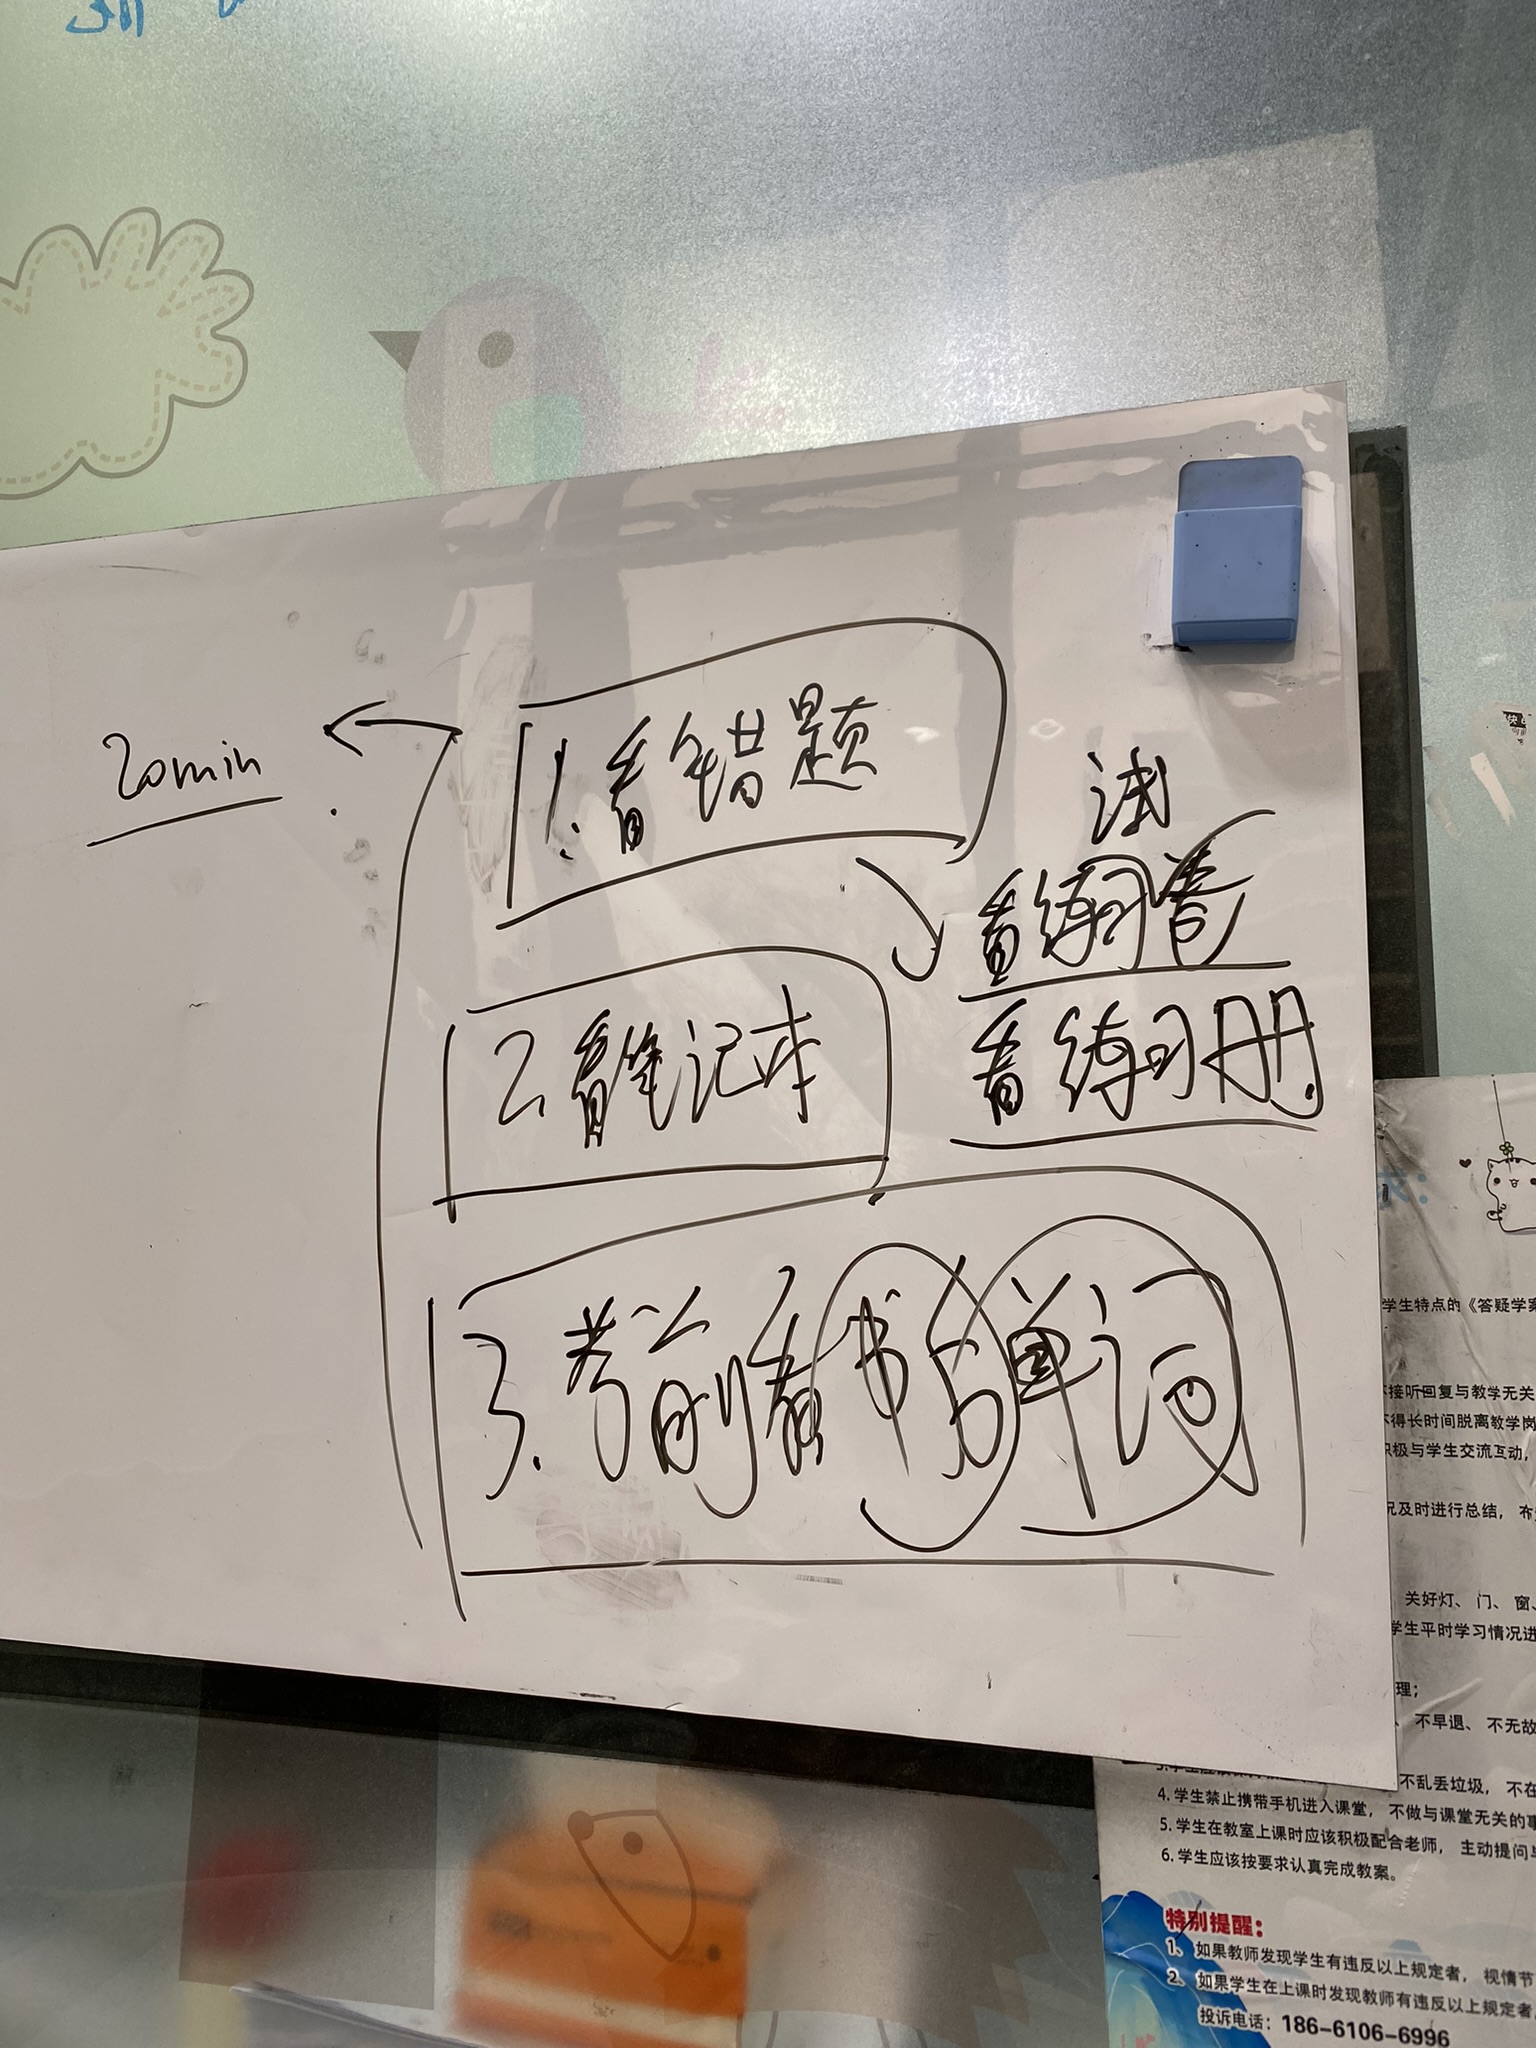 20min
1.看错题
试
看练习卷
看练习册.
2.看笔记本
3.考前看书后单词
学生特点的《答疑学案
接听回复与教学无关
得长时间脱离教学岗
积极与学生交流互动，
况及时进行总结，布
关好灯、门、窗、
学生平时学习情况进
理；
不早退、不无故
不乱丢垃圾，不在
4.学生禁止携带手机进入课堂，不做与课堂无关的事
5.学生在教室上课时应该积极配合老师，主动提问与
6.学生应该按要求认真完成教案。
特别提醒：
1、如果教师发现学生有违反以上规定者，视情节
2、如果学生在上课时发现教师有违反以上规定者，
投诉电话：186-6106-6996